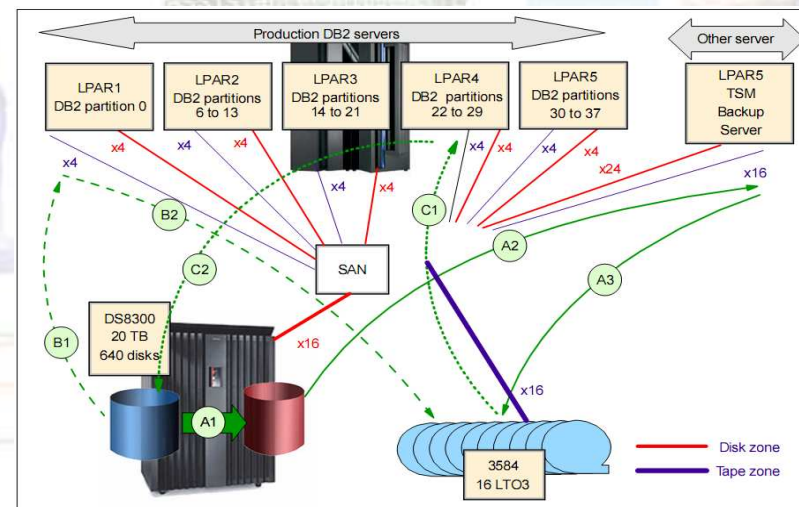 Production DB2 servers
Other server
LPAR1
DB2 partition 0
LPAR2
DB2 partitions
6 to 13
LPAR3
DB2 partitions
14 to 21
LPAR4
DB2 partitions
22 to 29
LPAR5
DB2 partitions
30 to 37
LPAR5
TSM
Backup
Server
x4
x4
x4
x4
x4
x4
x4
x4
x4
x4
x24
x16
B2
C1
C2
A2
A3
SAN
B1
DS8300
20 TB
640 disks
x16
x16
A1
3584
16 LTO3
Disk zone
Tape zone